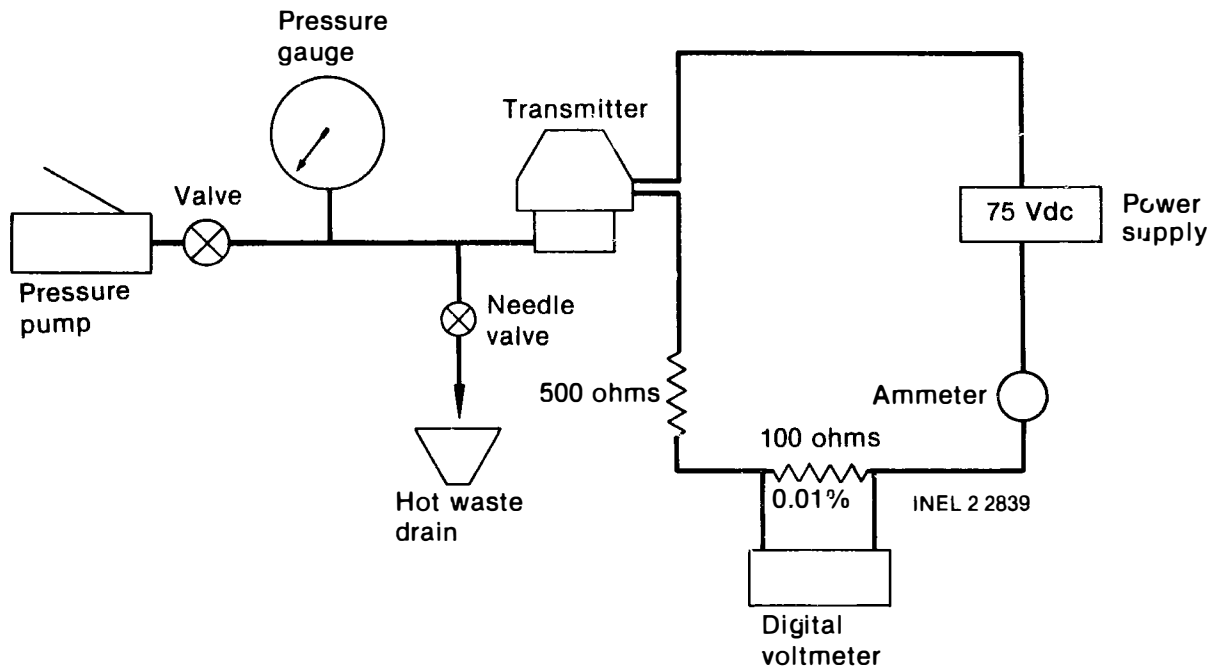 Pressure
gauge
Transmitter
Valve
75 Vdc
Power
supply
Pressure
pump
Needle
valve
500 ohms
Ammeter
100 ohms
0.01%
INEL 2 2839
Hot waste
drain
Digital
voltmeter